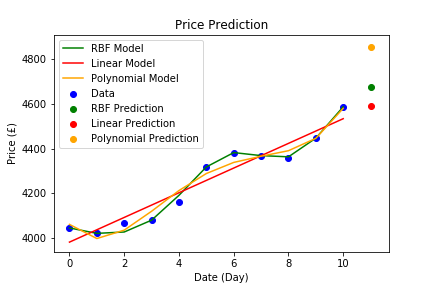 Price Prediction
RBF Model
Linear Model
Polynomial Model
Data
RBF Prediction
Linear Prediction
Polynomial Prediction
4800
4600
4400
4200
4000
Price (£)
0 2 4 6 8 10
Date (Day)